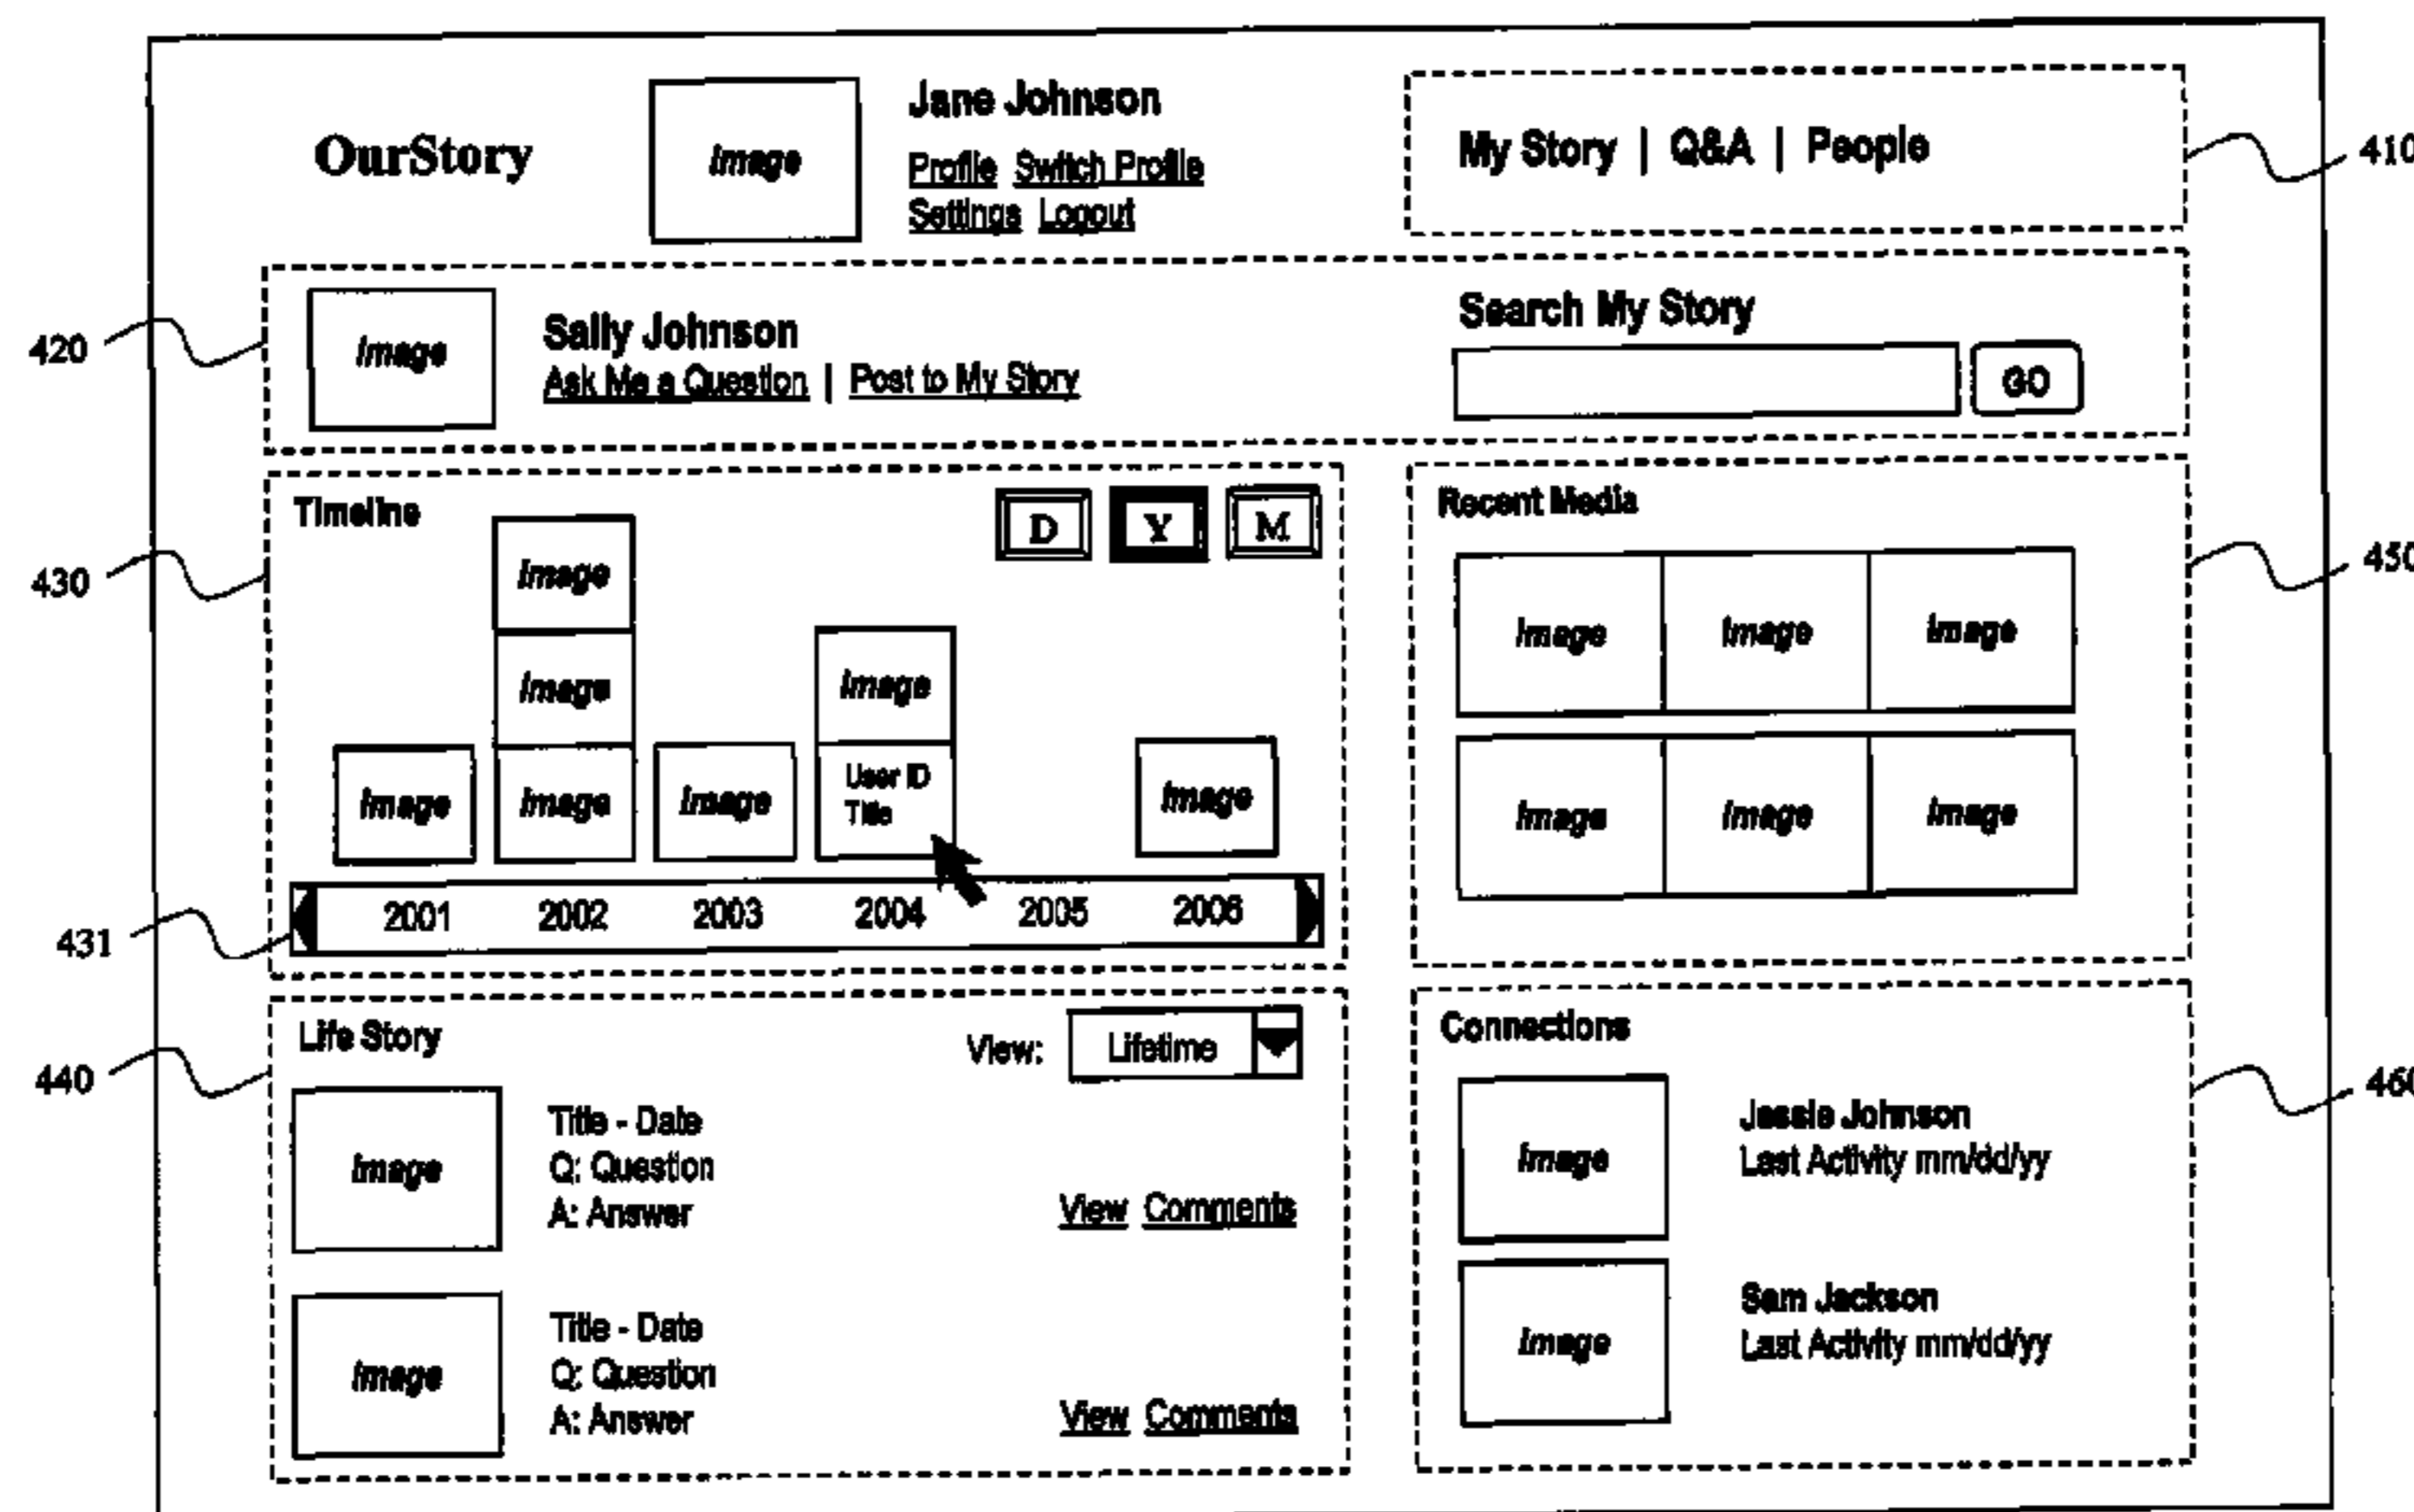 OurStory
Image
Jane Johnson
Profile Switch Profile
Settings Logout
My Story | Q&A | People
410
420
Image
Sally Johnson
Ask Me a Question | Post to My Story
Search My Story
GO
430
Timeline
D Y M
Image
Image
Image
Image
Image
Image
User ID
Title
Image
431
2001 2002 2003 2004 2005 2006
Recent Media
450
Image Image Image
Image Image Image
440
Life Story
View: Lifetime
Image
Title - Date
Q: Question
A: Answer
View Comments
Image
Title - Date
Q: Question
A: Answer
View Comments
Connections
460
Image
Jessie Johnson
Last Activity mm/dd/yy
Image
Sam Jackson
Last Activity mm/dd/yy